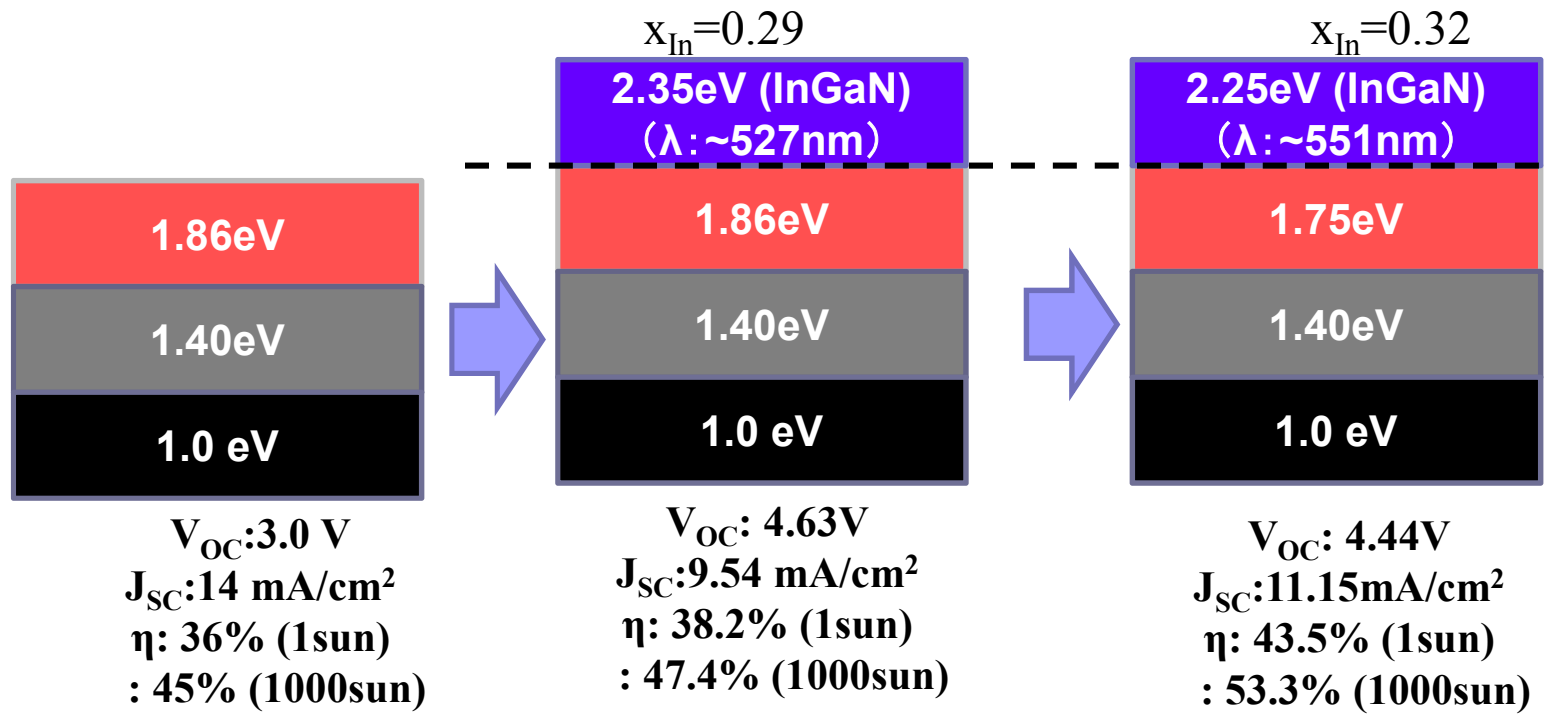 1.86eV
1.40eV
1.0 eV
V_OC:3.0 V
J_SC:14 mA/cm²
η: 36% (1sun)
: 45% (1000sun)
x_In=0.29
2.35eV (InGaN)
（λ：~527nm）
1.86eV
1.40eV
1.0 eV
V_OC: 4.63V
J_SC:9.54 mA/cm²
η: 38.2% (1sun)
: 47.4% (1000sun)
x_In=0.32
2.25eV (InGaN)
（λ：~551nm）
1.75eV
1.40eV
1.0 eV
V_OC: 4.44V
J_SC:11.15mA/cm²
η: 43.5% (1sun)
: 53.3% (1000sun)